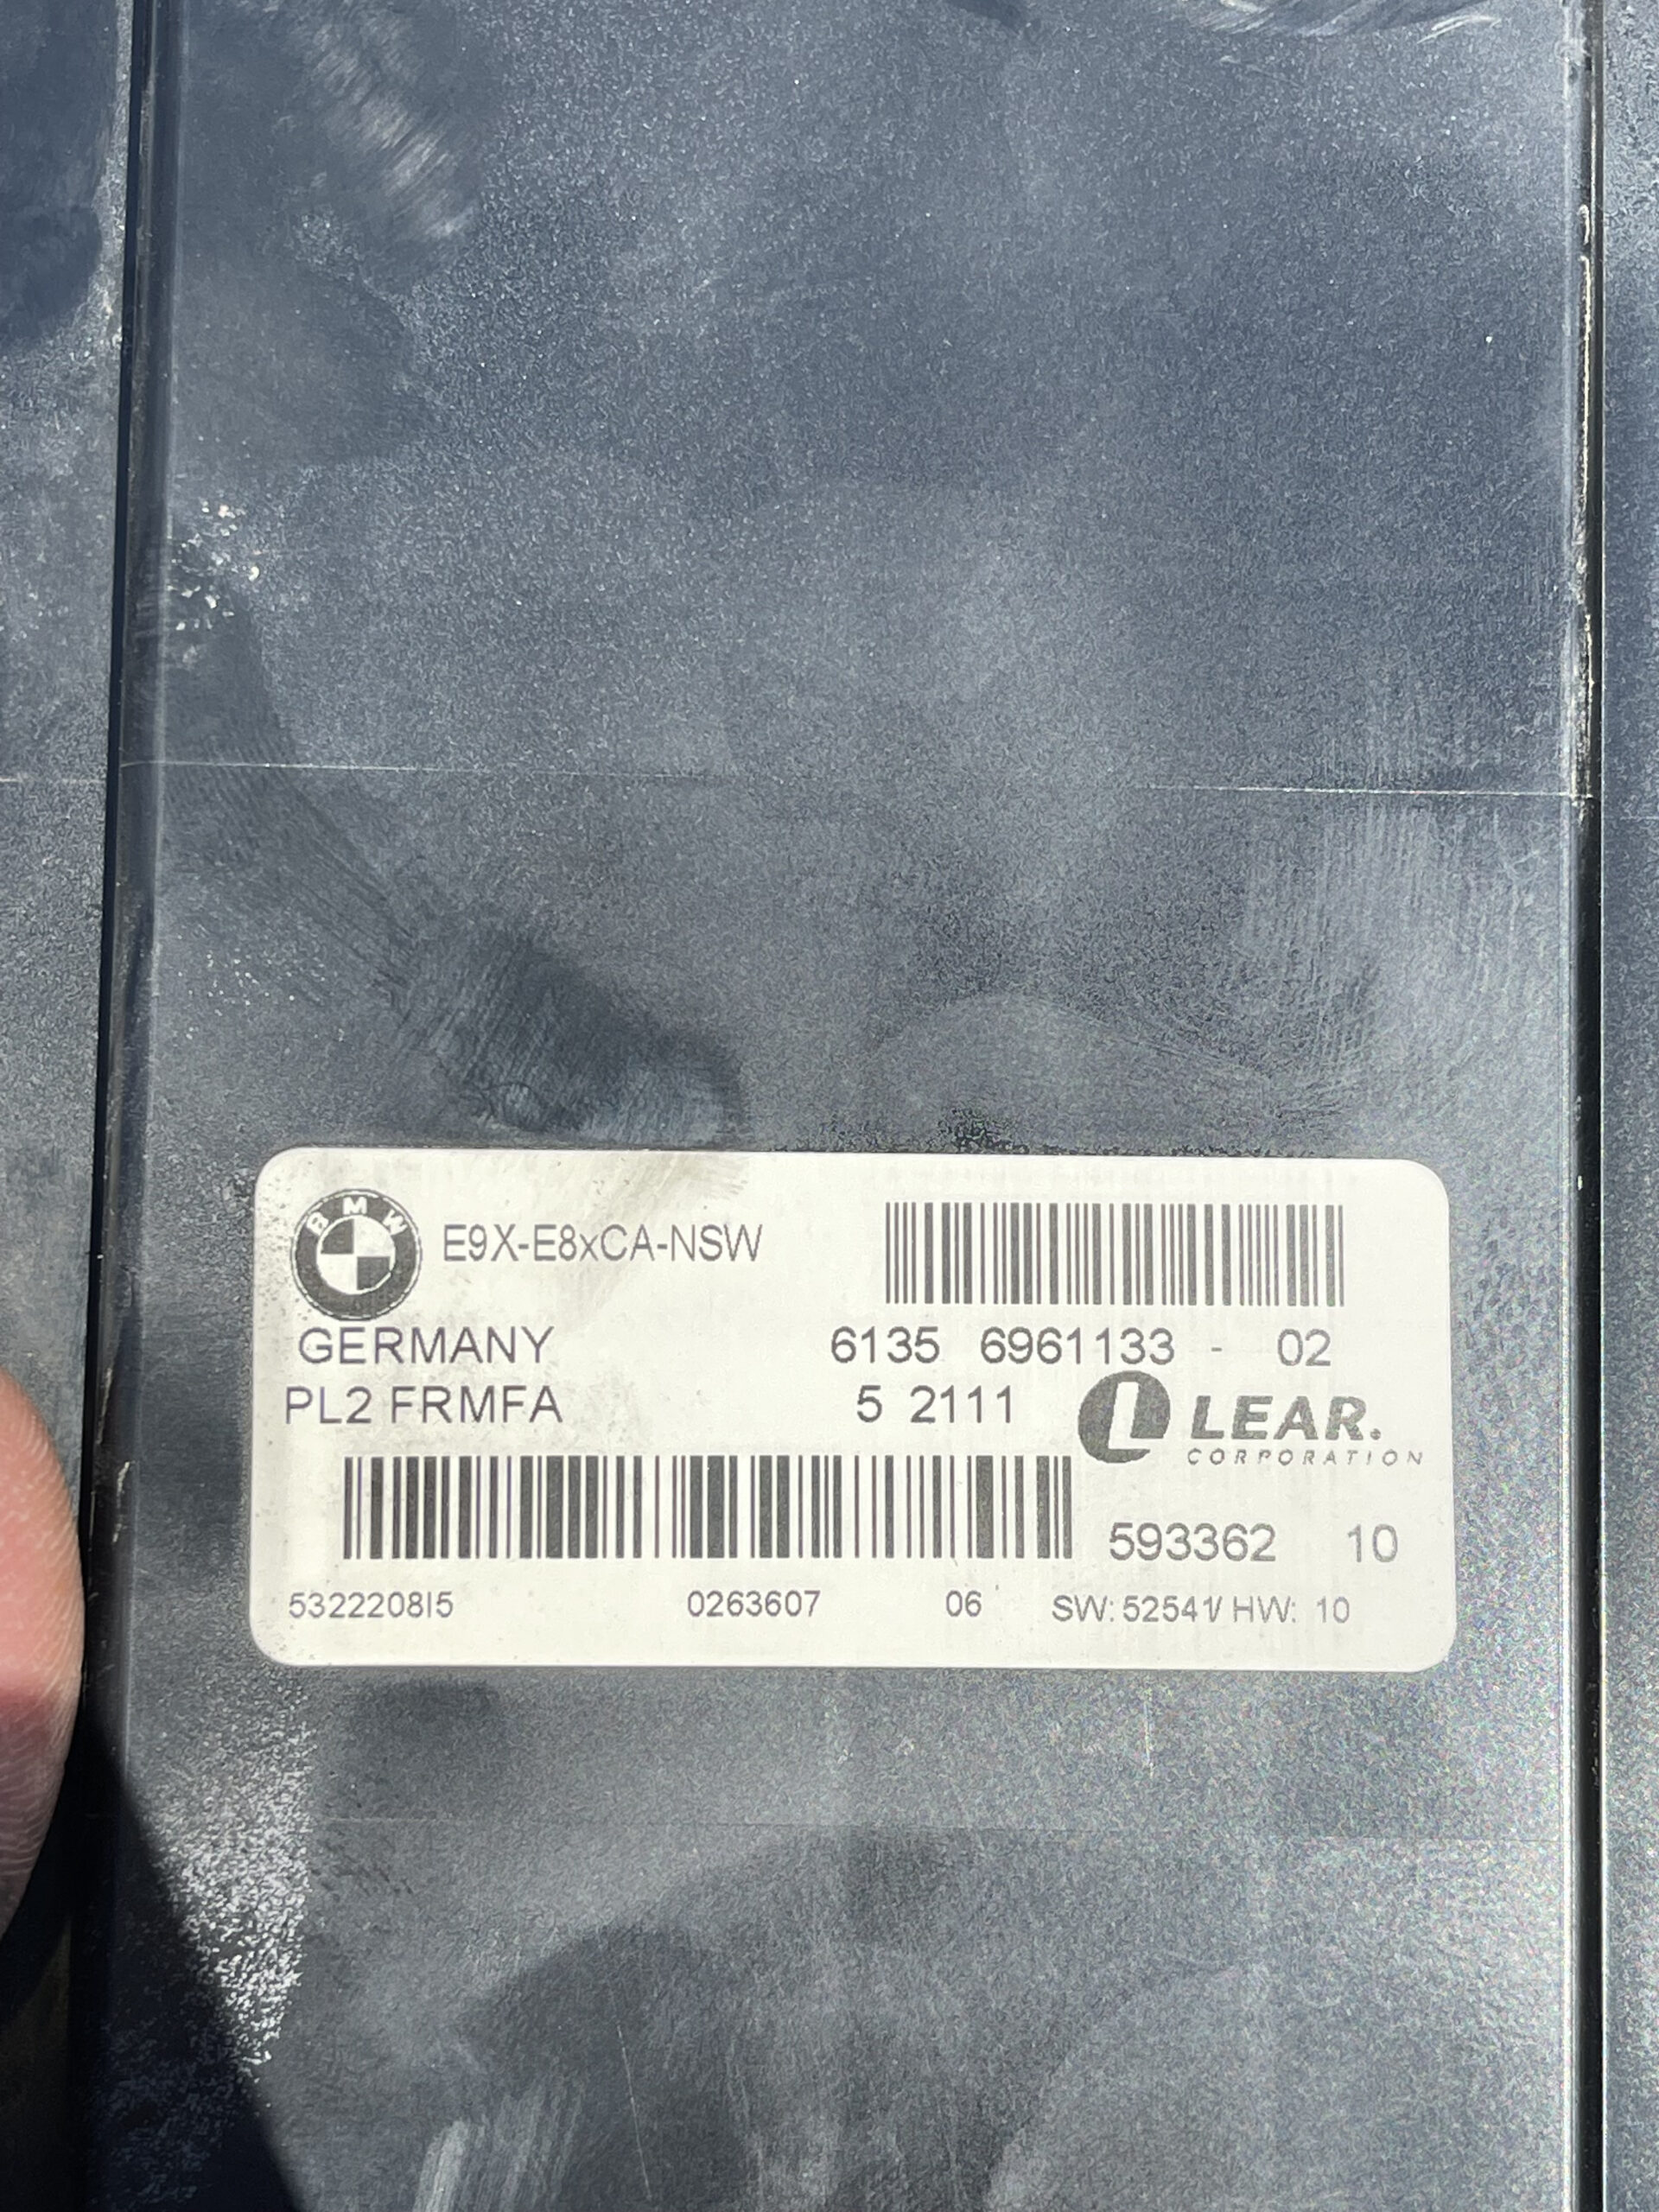 BMW E9X-E8xCA-NSW
GERMANY 6135 6961133 - 02
PL2 FRMFA 5 2111 LEAR.
CORPORATION
593362 10
5322208I5 0263607 06 SW: 52541/ HW: 10